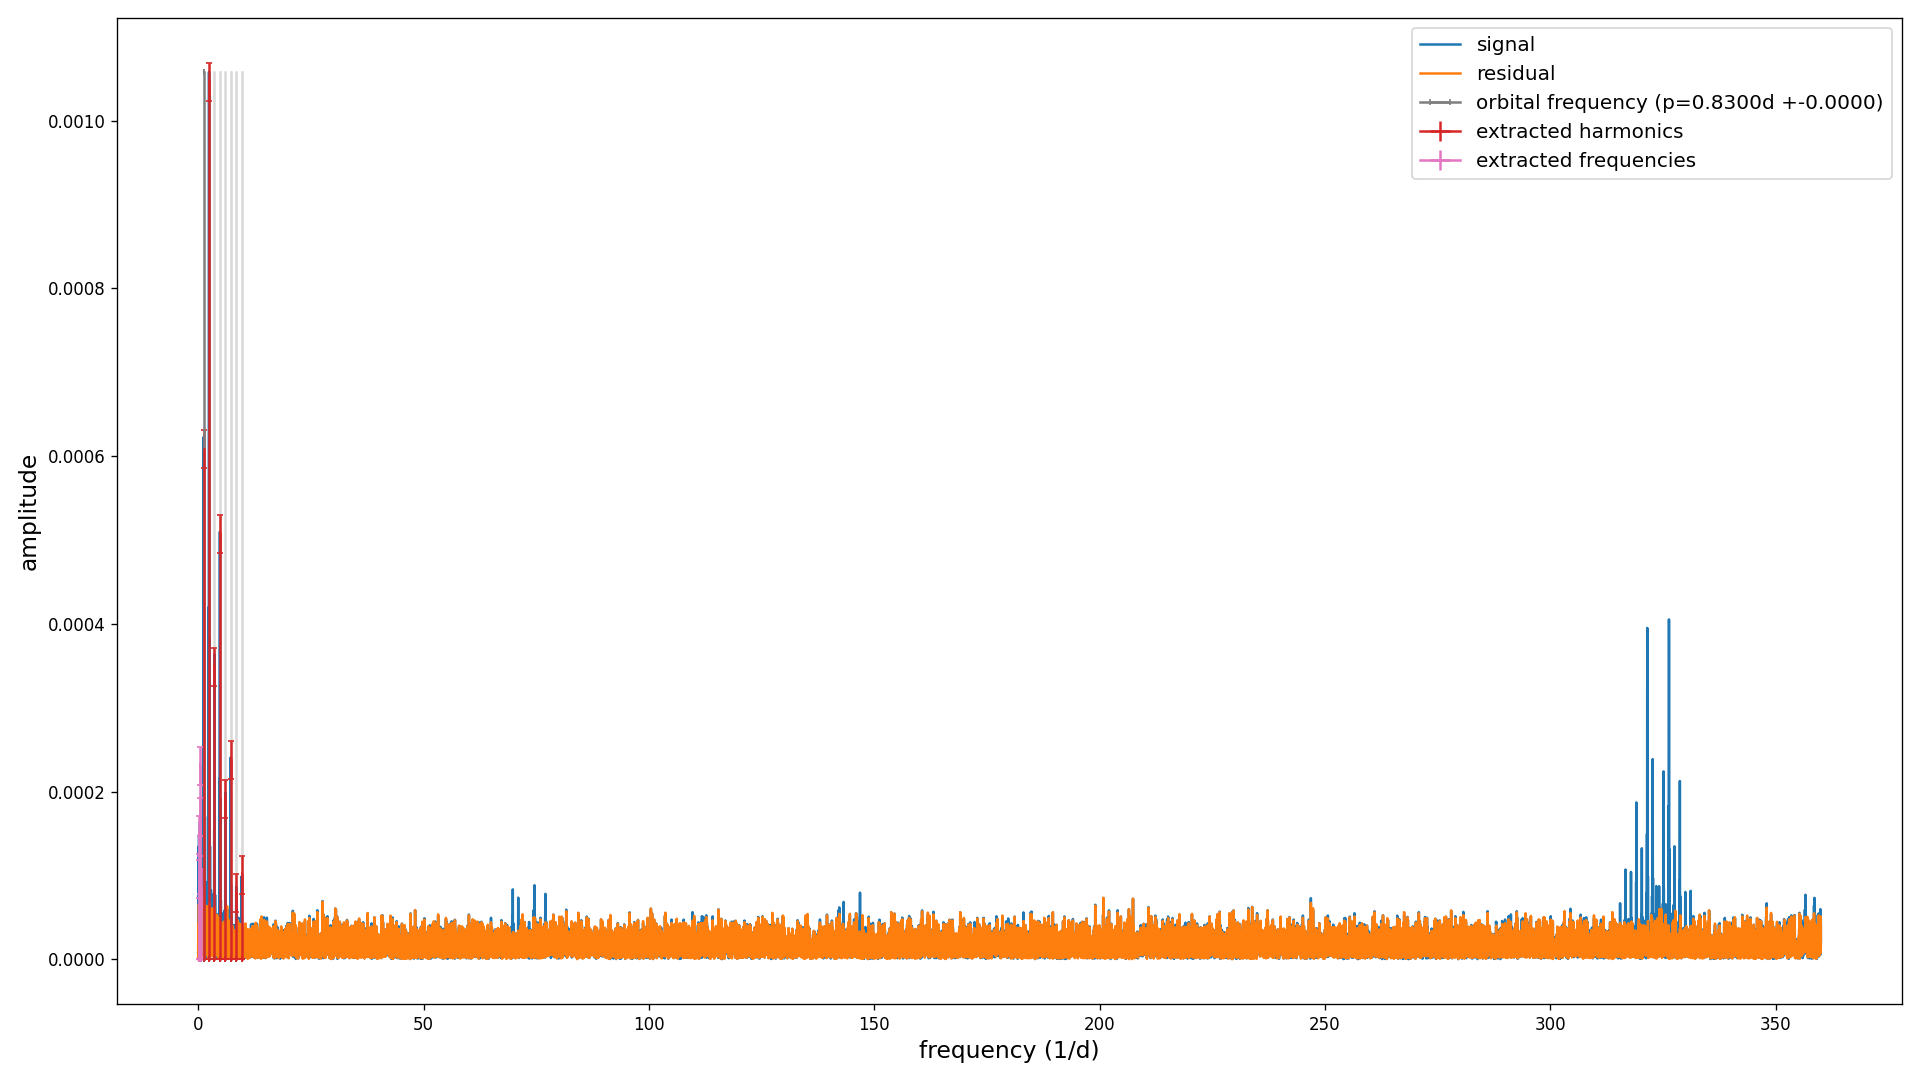 signal
residual
orbital frequency (p=0.8300d +-0.0000)
extracted harmonics
extracted frequencies
amplitude
0.0010
0.0008
0.0006
0.0004
0.0002
0.0000
0 50 100 150 200 250 300 350
frequency (1/d)